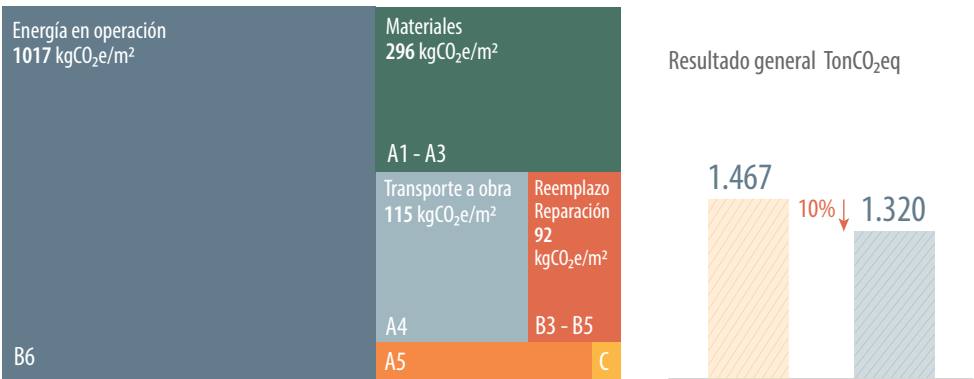 Energía en operación
1017 kgCO₂e/m²
B6
Materiales
296 kgCO₂e/m²
A1 - A3
Transporte a obra
115 kgCO₂e/m²
A4
Reemplazo
Reparación
92
kgCO₂e/m²
B3 - B5
A5
C
Resultado general TonCO₂eq
1.467
10%
1.320